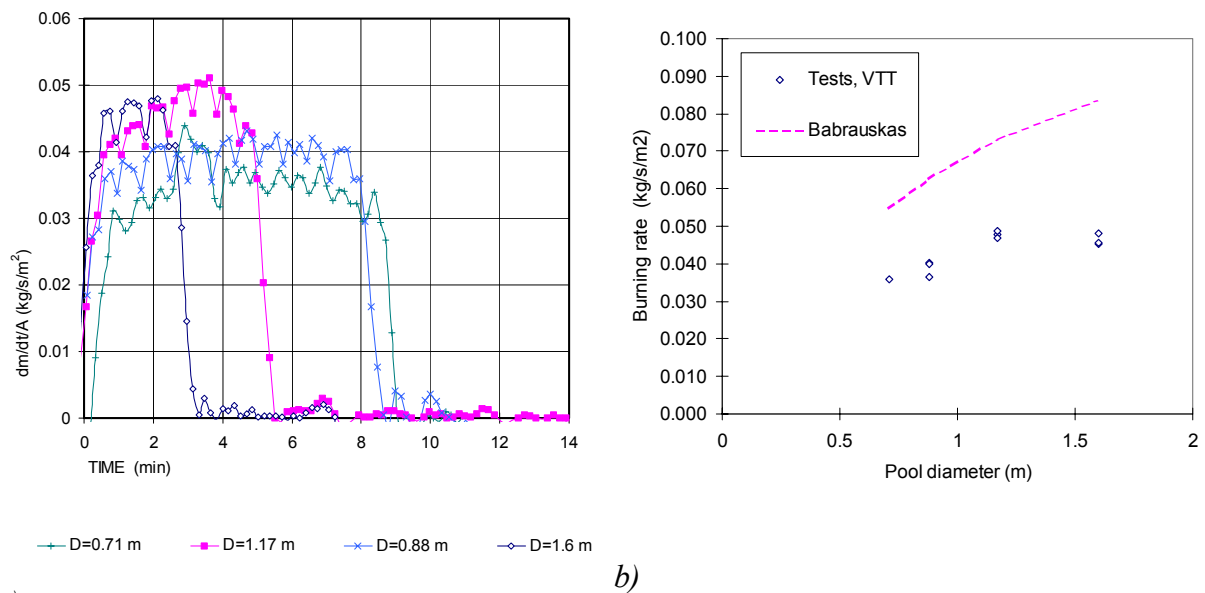 0.06
0.05
0.04
0.03
0.02
0.01
0
dm/dt/A (kg/s/m²)
0 2 4 6 8 10 12 14
TIME (min)
D=0.71 m D=1.17 m D=0.88 m D=1.6 m
0.100
0.090
0.080
0.070
0.060
0.050
0.040
0.030
0.020
0.010
0.000
Burning rate (kg/s/m2)
Tests, VTT
Babrauskas
0 0.5 1 1.5 2
Pool diameter (m)
b)